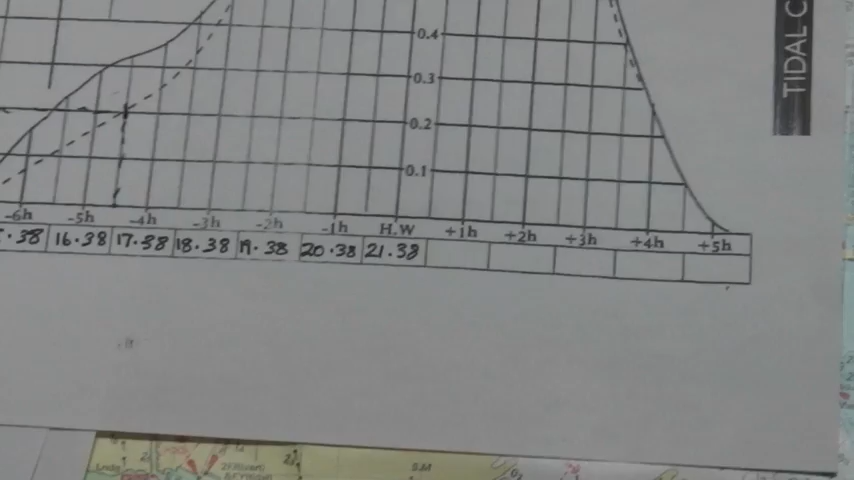 0.4
TIDAL C
0.3
0.2
0.1
-6h -5h -4h -3h -2h -1h H.W +1h +2h +3h +4h +5h
.38 16.38 17.38 18.38 19.38 20.38 21.38